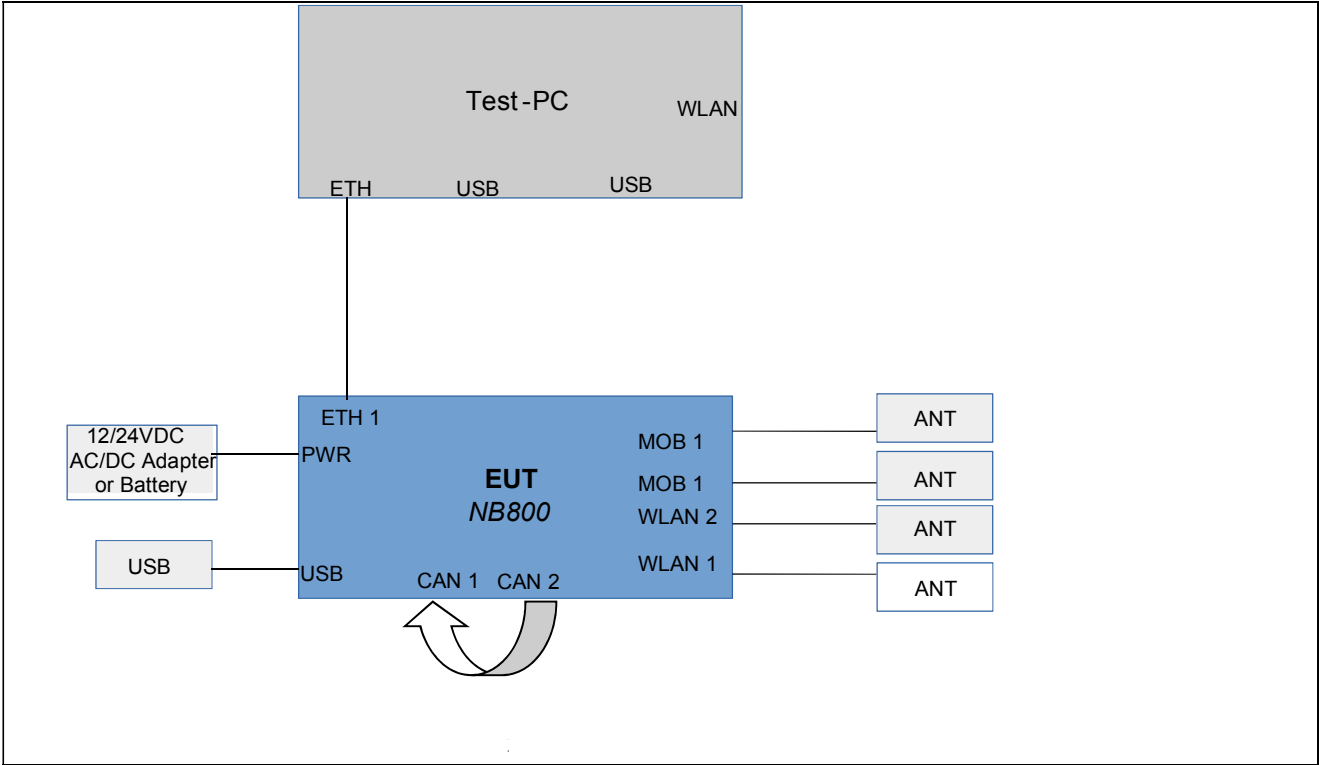 Test-PC
WLAN
ETH
USB
USB
ETH 1
12/24VDC
AC/DC Adapter
or Battery
PWR
EUT
NB800
MOB 1
ANT
MOB 1
ANT
WLAN 2
ANT
WLAN 1
ANT
USB
USB
CAN 1
CAN 2